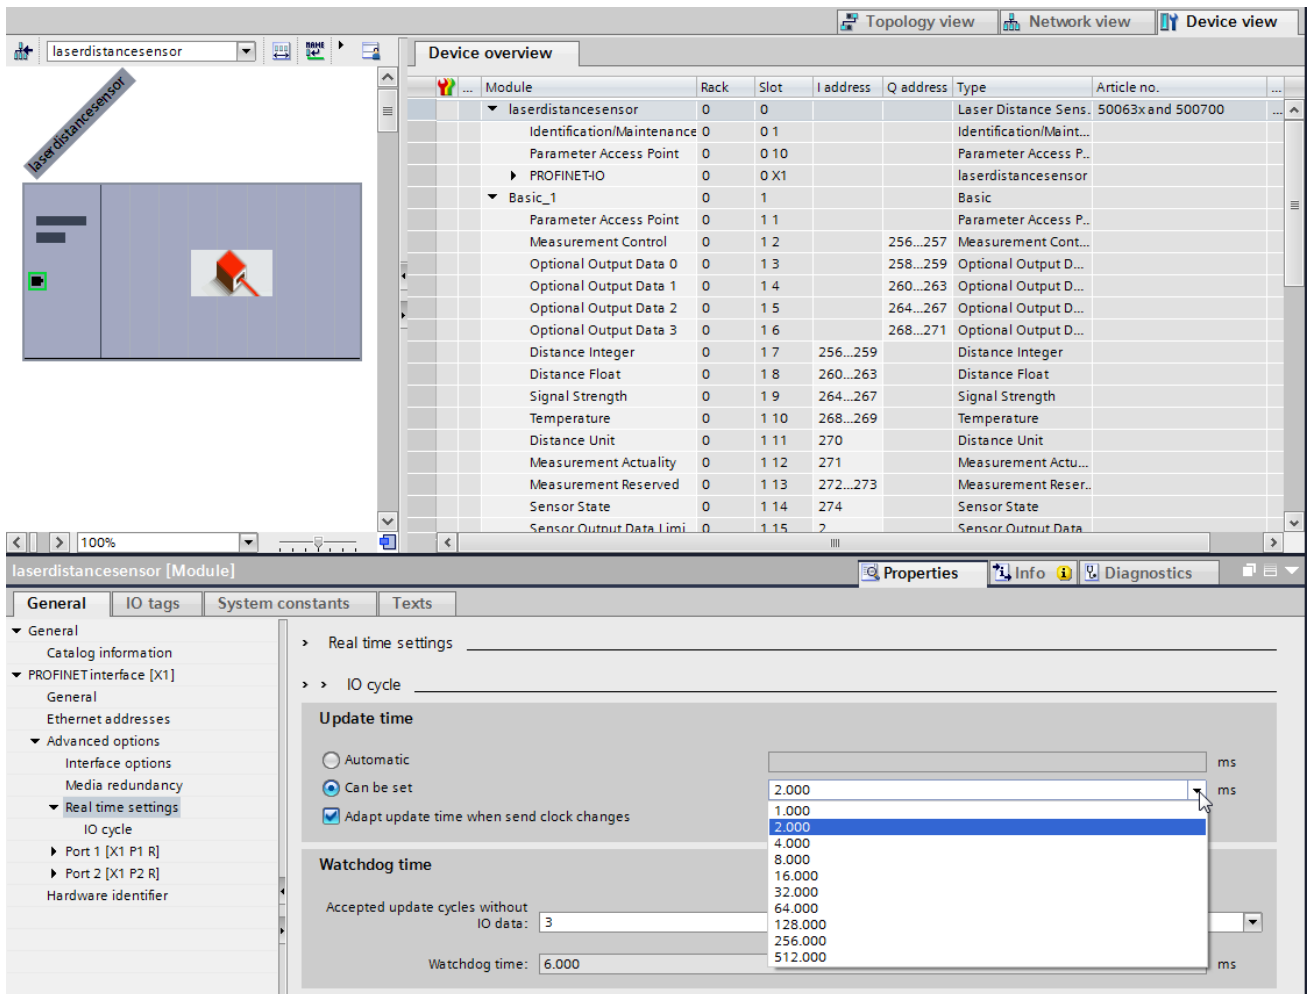 Topology view Network view Device view
laserdistancesensor
Device overview
... Module Rack Slot I address Q address Type Article no. ...
laserdistancesensor 0 0 Laser Distance Sens. 50063x and 500700 ...
Identification/Maintenance 0 0 1 Identification/Maint...
Parameter Access Point 0 0 10 Parameter Access P..
PROFINET-IO 0 0 X1 laserdistancesensor
Basic_1 0 1 Basic
Parameter Access Point 0 1 1 Parameter Access P..
Measurement Control 0 1 2 256...257 Measurement Cont...
Optional Output Data 0 0 1 3 258...259 Optional Output D...
Optional Output Data 1 0 1 4 260...263 Optional Output D...
Optional Output Data 2 0 1 5 264...267 Optional Output D...
Optional Output Data 3 0 1 6 268...271 Optional Output D...
Distance Integer 0 1 7 256...259 Distance Integer
Distance Float 0 1 8 260...263 Distance Float
Signal Strength 0 1 9 264...267 Signal Strength
Temperature 0 1 10 268...269 Temperature
Distance Unit 0 1 11 270 Distance Unit
Measurement Actuality 0 1 12 271 Measurement Actu...
Measurement Reserved 0 1 13 272...273 Measurement Reser..
Sensor State 0 1 14 274 Sensor State
Sensor Output Data Limi 0 1 15 2 Sensor Output Data
laserdistancesensor
100%
laserdistancesensor [Module]
Properties Info Diagnostics
General IO tags System constants Texts
General
Catalog information
PROFINET interface [X1]
General
Ethernet addresses
Advanced options
Interface options
Media redundancy
Real time settings
IO cycle
Port 1 [X1 P1 R]
Port 2 [X1 P2 R]
Hardware identifier
Real time settings
IO cycle
Update time
Automatic ms
Can be set 2.000 ms
Adapt update time when send clock changes
1.000
2.000
4.000
8.000
16.000
32.000
64.000
128.000
256.000
512.000
Watchdog time
Accepted update cycles without
IO data: 3
Watchdog time: 6.000 ms